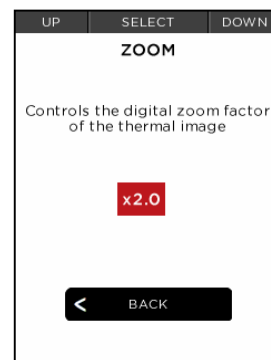 UP SELECT DOWN
ZOOM
Controls the digital zoom factor
of the thermal image
x2.0
< BACK